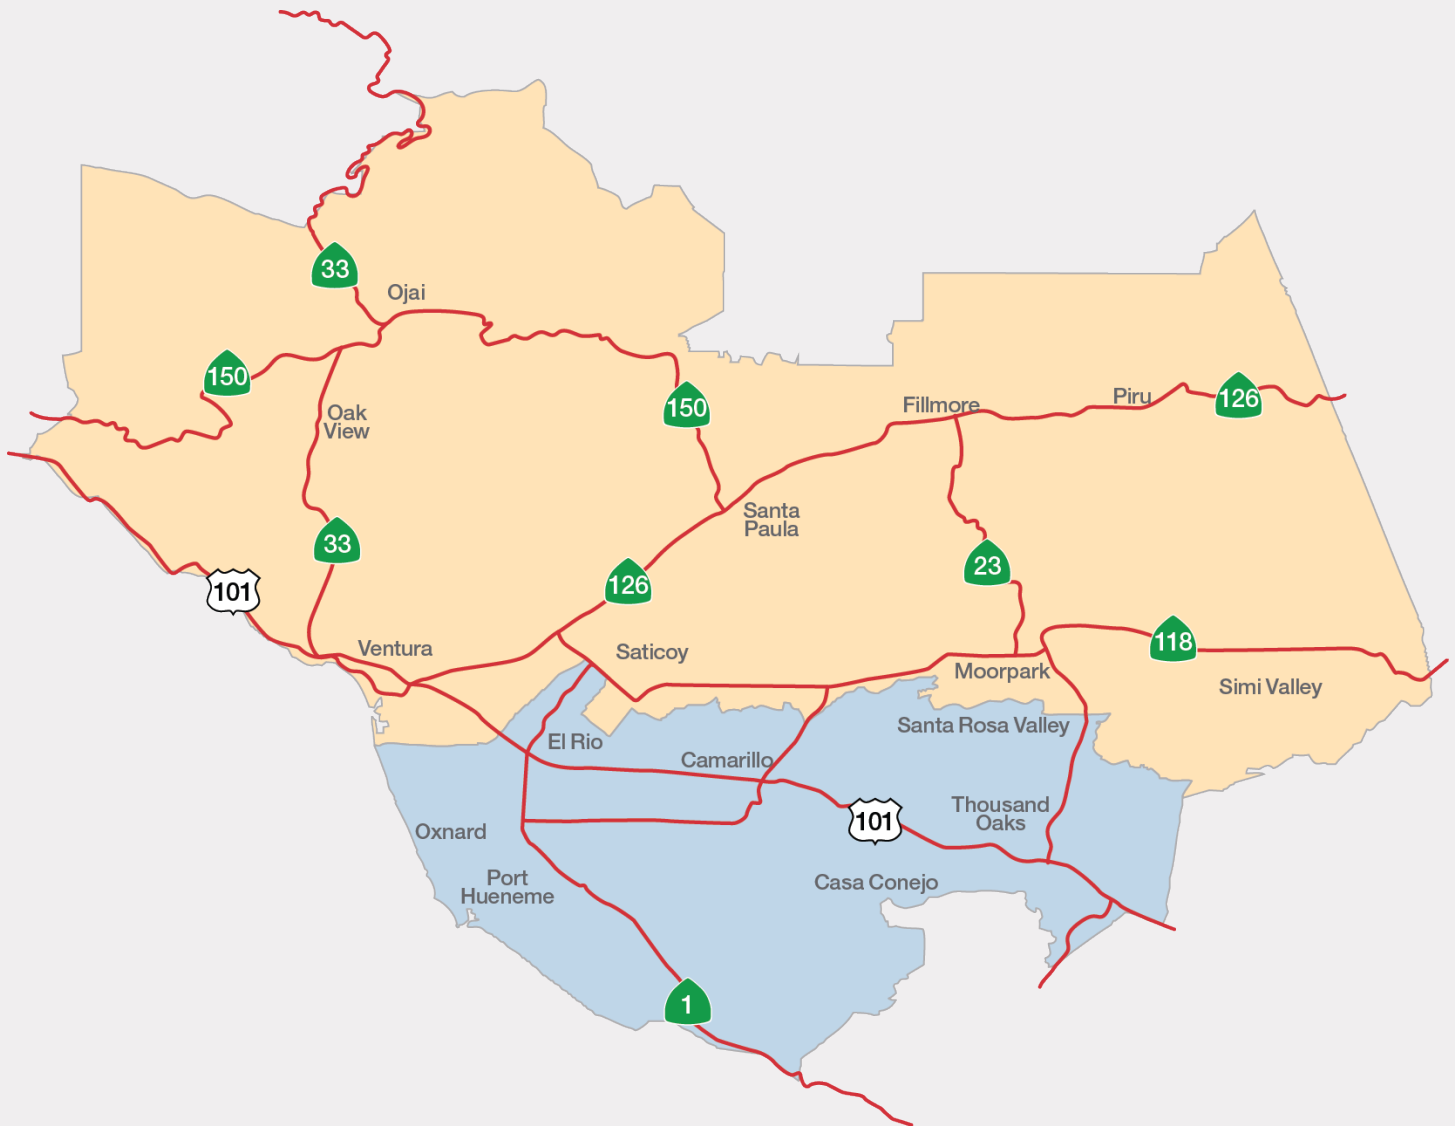 33
Ojai
150
Oak
View
150
Fillmore
Piru
126
Santa
Paula
33
23
101
126
Ventura
Saticoy
118
Moorpark
Simi Valley
Santa Rosa Valley
El Rio
Camarillo
Thousand
Oaks
101
Oxnard
Port
Hueneme
Casa Conejo
1